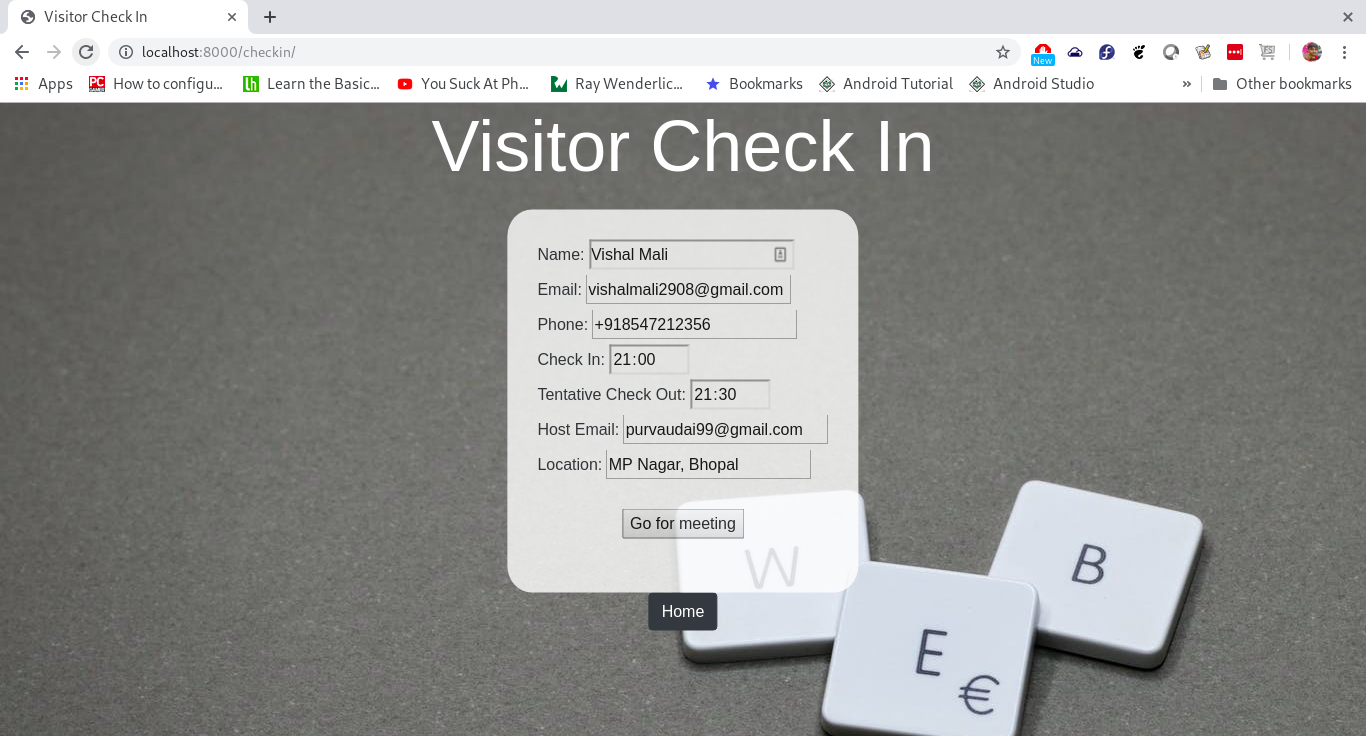 Visitor Check In
localhost:8000/checkin/
New
Apps PC GAMES How to configu... lh Learn the Basic... You Suck At Ph... Ray Wenderlic... Bookmarks Android Tutorial Android Studio » Other bookmarks
Visitor Check In
Name: Vishal Mali
Email: vishalmali2908@gmail.com
Phone: +918547212356
Check In: 21:00
Tentative Check Out: 21:30
Host Email: purvaudai99@gmail.com
Location: MP Nagar, Bhopal
Go for meeting
W
B
Home
E
€